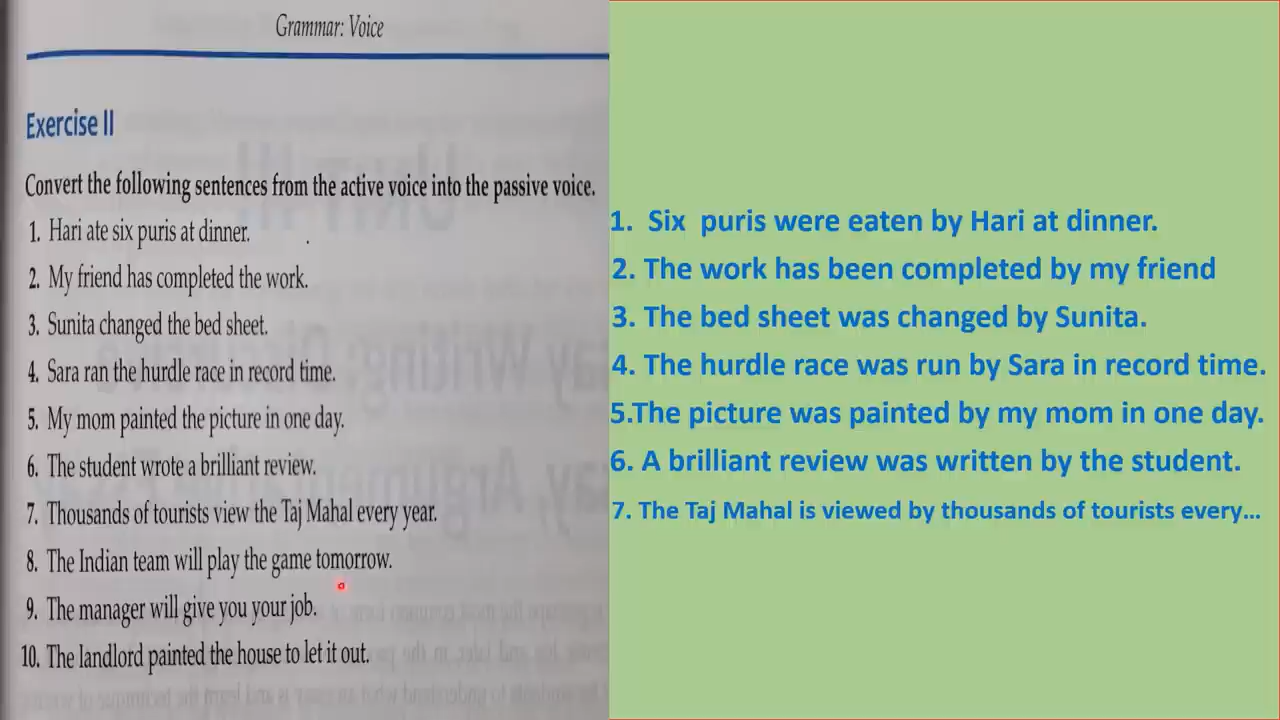 Grammar: Voice
Exercise II
Convert the following sentences from the active voice into the passive voice.
1. Hari ate six puris at dinner.
2. My friend has completed the work.
3. Sunita changed the bed sheet.
4. Sara ran the hurdle race in record time.
5. My mom painted the picture in one day.
6. The student wrote a brilliant review.
7. Thousands of tourists view the Taj Mahal every year.
8. The Indian team will play the game tomorrow.
9. The manager will give you your job.
10. The landlord painted the house to let it out.
1. Six puris were eaten by Hari at dinner.
2. The work has been completed by my friend
3. The bed sheet was changed by Sunita.
4. The hurdle race was run by Sara in record time.
5.The picture was painted by my mom in one day.
6. A brilliant review was written by the student.
7. The Taj Mahal is viewed by thousands of tourists every...